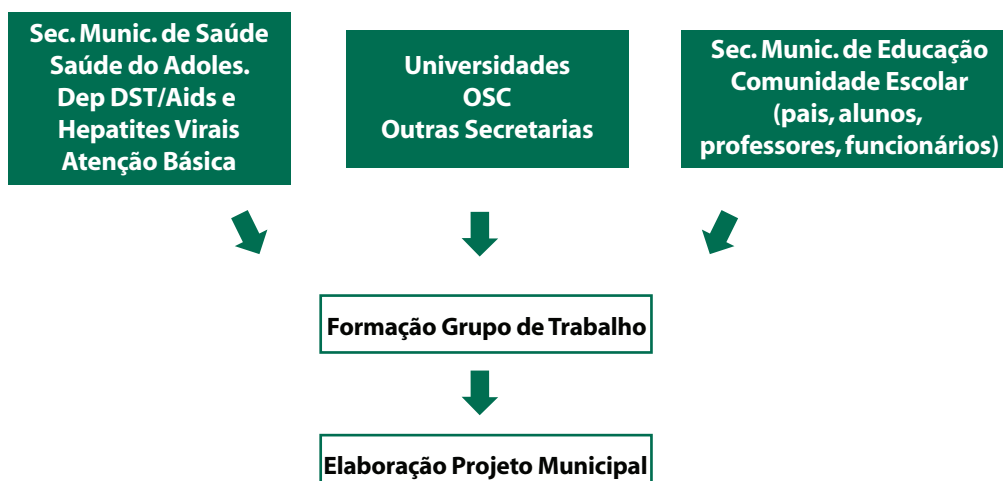 Sec. Munic. de Saúde
Saúde do Adoles.
Dep DST/Aids e
Hepatites Virais
Atenção Básica
Universidades
OSC
Outras Secretarias
Sec. Munic. de Educação
Comunidade Escolar
(pais, alunos,
professores, funcionários)
Formação Grupo de Trabalho
Elaboração Projeto Municipal